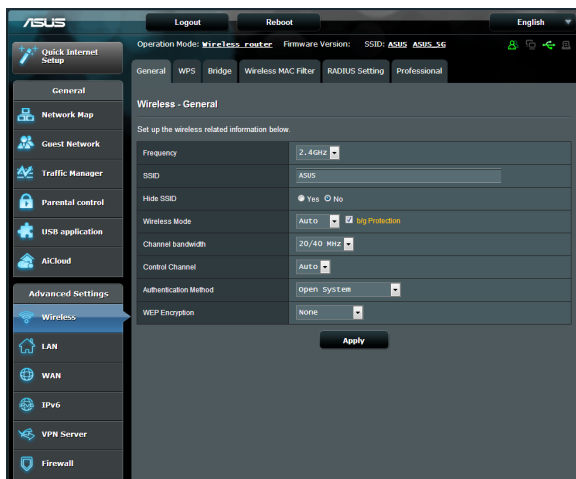 ASUS
Logout
Reboot
English
Quick Internet Setup
Operation Mode: Wireless router Firmware Version: SSID: ASUS ASUS_5G
General WPS Bridge Wireless MAC Filter RADIUS Setting Professional
General
Network Map
Guest Network
Traffic Manager
Parental control
USB application
AiCloud
Advanced Settings
Wireless
LAN
WAN
IPv6
VPN Server
Firewall
Wireless - General
Set up the wireless related information below.
Frequency 2.4GHz
SSID ASUS
Hide SSID Yes No
Wireless Mode Auto b/g Protection
Channel bandwidth 20/40 MHz
Control Channel Auto
Authentication Method Open System
WEP Encryption None
Apply